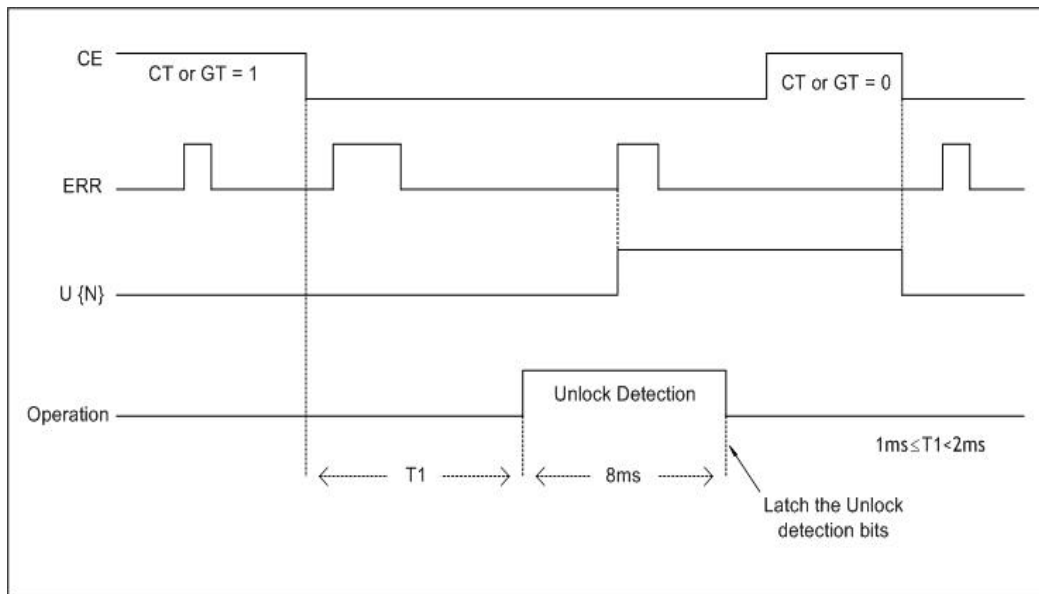 CE
CT or GT = 1
CT or GT = 0
ERR
U {N}
Operation
Unlock Detection
1ms≤T1<2ms
T1
8ms
Latch the Unlock
detection bits